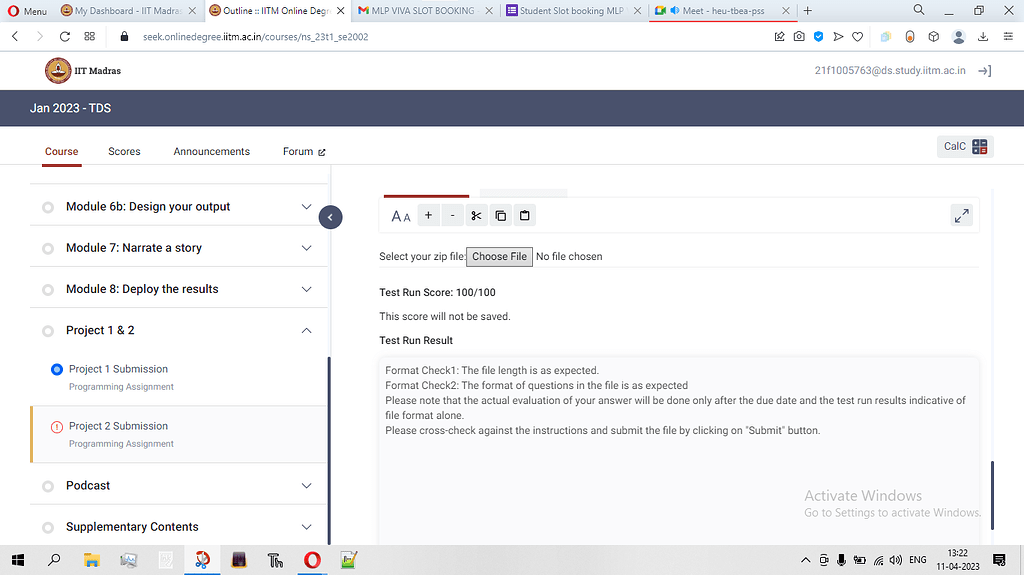 Menu
My Dashboard - IIT Madras
Outline :: IITM Online Degr
MLP VIVA SLOT BOOKING -
Student Slot booking MLP
Meet - heu-tbea-pss
seek.onlinedegree.iitm.ac.in/courses/ns_23t1_se2002
IIT Madras
21f1005763@ds.study.iitm.ac.in
Jan 2023 - TDS
Course
Scores
Announcements
Forum
CalC
Module 6b: Design your output
Module 7: Narrate a story
Module 8: Deploy the results
Project 1 & 2
Project 1 Submission
Programming Assignment
Project 2 Submission
Programming Assignment
Podcast
Supplementary Contents
A A + -
Select your zip file: Choose File No file chosen
Test Run Score: 100/100
This score will not be saved.
Test Run Result
Format Check1: The file length is as expected.
Format Check2: The format of questions in the file is as expected
Please note that the actual evaluation of your answer will be done only after the due date and the test run results indicative of
file format alone.
Please cross-check against the instructions and submit the file by clicking on "Submit" button.
Activate Windows
Go to Settings to activate Windows.
ENG
13:22
11-04-2023